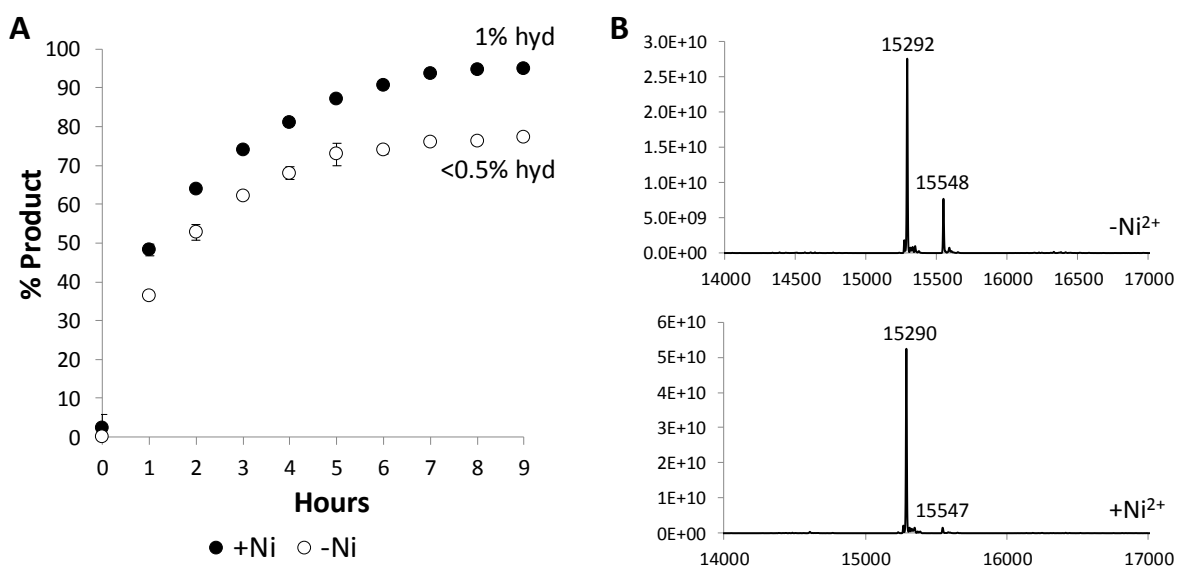 A
1% hyd
100
90
80
70
60
50
40
30
20
10
0
% Product
<0.5% hyd
0 1 2 3 4 5 6 7 8 9
Hours
+Ni -Ni
B
3.0E+10
2.5E+10
2.0E+10
1.5E+10
1.0E+10
5.0E+09
0.0E+00
15292
15548
-Ni²⁺
14000 14500 15000 15500 16000 16500 17000
6E+10
5E+10
4E+10
3E+10
2E+10
1E+10
0E+00
15290
15547
+Ni²⁺
14000 15000 16000 17000